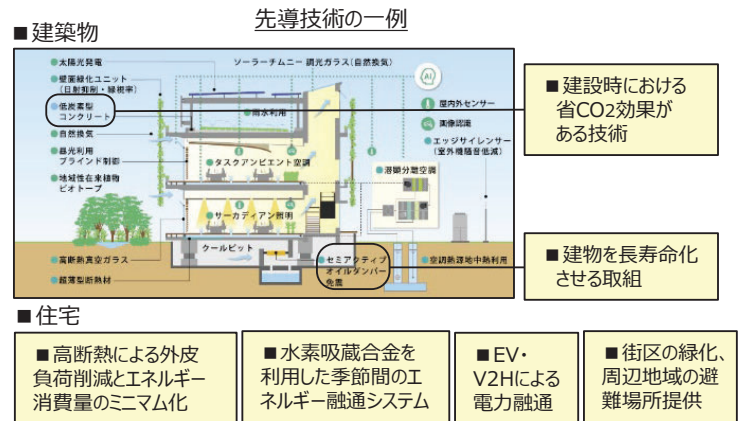 先導技術の一例
■建築物
●太陽光発電
ソーラーチムニー 調光ガラス(自然換気)
●壁面緑化ユニット
(日射抑制・緑視率)
AI
●低炭素型
コンクリート
●雨水利用
屋内外センサー
画像認識
●自然換気
●エッジサイレンサー
(室外機騒音低減)
●昼光利用
ブラインド制御
●タスクアンビエント空調
●潜顕分離空調
●地域性在来植物
ビオトープ
●サーカディアン照明
クールピット
●高断熱真空ガラス
●セミアクティブ
オイルダンパー
免震
●空調熱源地中熱利用
●超薄型断熱材
■建設時における
省CO2効果が
ある技術
■建物を長寿命化
させる取組
■住宅
■高断熱による外皮
負荷削減とエネルギー
消費量のミニマム化
■水素吸蔵合金を
利用した季節間のエ
ネルギー融通システム
■EV・
V2Hによる
電力融通
■街区の緑化、
周辺地域の避
難場所提供